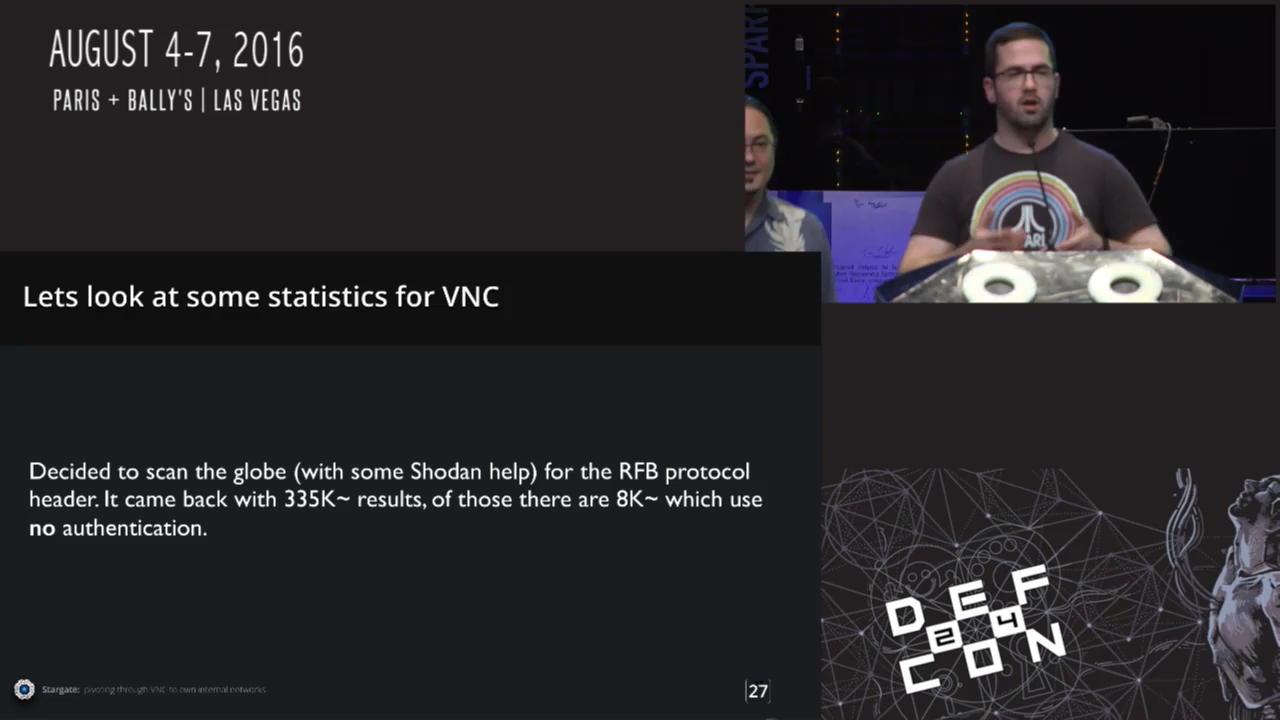 AUGUST 4-7, 2016
PARIS + BALLY'S | LAS VEGAS
SPARK
ARI
Lets look at some statistics for VNC
Decided to scan the globe (with some Shodan help) for the RFB protocol
header. It came back with 335K~ results, of those there are 8K~ which use
no authentication.
DEF
24
CON
Stargate: pivoting through VNC to own internal networks
27